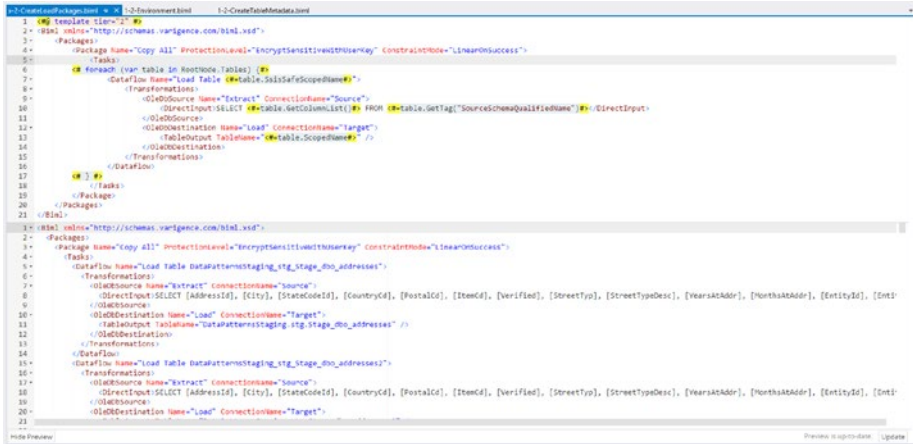 x-2-CreateLoadPackages.biml 1-2-Environment.biml 1-2-CreateTableMetadata.biml
1 <#@ template tier="2" #>
2 <Biml xmlns="http://schemas.varigence.com/biml.xsd">
3 <Packages>
4 <Package Name="Copy All" ProtectionLevel="EncryptSensitiveWithUserKey" ConstraintMode="LinearOnSuccess">
5 <Tasks>
6 <# foreach (var table in RootNode.Tables) {#>
7 <Dataflow Name="Load Table <#=table.SsisSafeScopedName#>">
8 <Transformations>
9 <OleDbSource Name="Extract" ConnectionName="Source">
10 <DirectInput>SELECT <#=table.GetColumnList()#> FROM <#=table.GetTag("SourceSchemaQualifiedName")#></DirectInput>
11 </OleDbSource>
12 <OleDbDestination Name="Load" ConnectionName="Target">
13 <TableOutput TableName="<#=table.ScopedName#>" />
14 </OleDbDestination>
15 </Transformations>
16 </Dataflow>
17 <# } #>
18 </Tasks>
19 </Package>
20 </Packages>
21 </Biml>
1 <Biml xmlns="http://schemas.varigence.com/biml.xsd">
2 <Packages>
3 <Package Name="Copy All" ProtectionLevel="EncryptSensitiveWithUserKey" ConstraintMode="LinearOnSuccess">
4 <Tasks>
5 <Dataflow Name="Load Table DataPatternsStaging_stg_Stage_dbo_addresses">
6 <Transformations>
7 <OleDbSource Name="Extract" ConnectionName="Source">
8 <DirectInput>SELECT [AddressId], [City], [StateCodeId], [CountryCd], [PostalCd], [ItemCd], [Verified], [StreetTyp], [StreetTypeDesc], [YearsAtAddr], [MonthsAtAddr], [EntityId], [Enti
9 </OleDbSource>
10 <OleDbDestination Name="Load" ConnectionName="Target">
11 <TableOutput TableName="DataPatternsStaging.stg.Stage_dbo_addresses" />
12 </OleDbDestination>
13 </Transformations>
14 </Dataflow>
15 <Dataflow Name="Load Table DataPatternsStaging_stg_Stage_dbo_addresses2">
16 <Transformations>
17 <OleDbSource Name="Extract" ConnectionName="Source">
18 <DirectInput>SELECT [AddressId], [City], [StateCodeId], [CountryCd], [PostalCd], [ItemCd], [Verified], [StreetTyp], [StreetTypeDesc], [YearsAtAddr], [MonthsAtAddr], [EntityId], [Enti
19 </OleDbSource>
20 <OleDbDestination Name="Load" ConnectionName="Target">
21
Hide Preview Preview is up-to-date Update